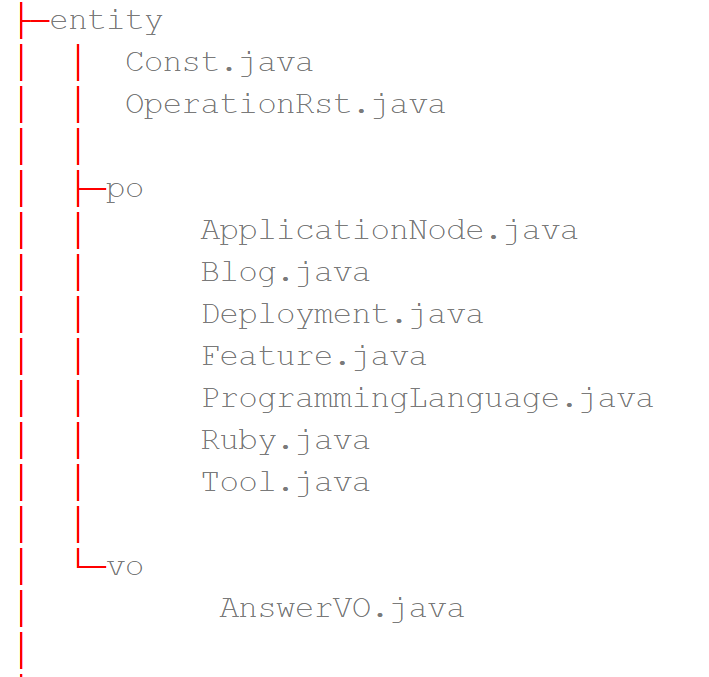 entity
Const.java
OperationRst.java
po
ApplicationNode.java
Blog.java
Deployment.java
Feature.java
ProgrammingLanguage.java
Ruby.java
Tool.java
vo
AnswerVO.java